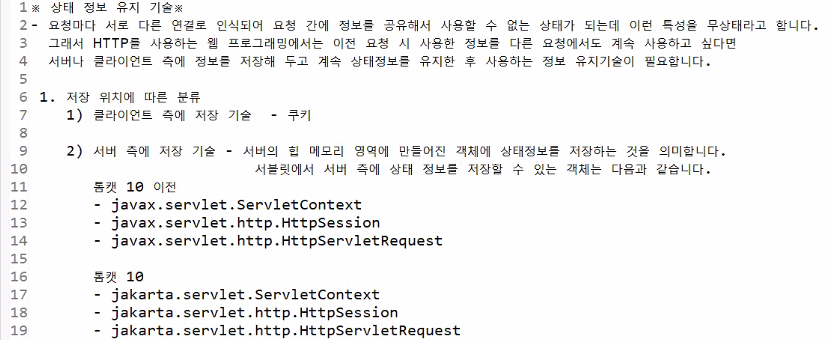 1 ※ 상태 정보 유지 기술※
2 - 요청마다 서로 다른 연결로 인식되어 요청 간에 정보를 공유해서 사용할 수 없는 상태가 되는데 이런 특성을 무상태라고 합니다.
3 그래서 HTTP를 사용하는 웹 프로그래밍에서는 이전 요청 시 사용한 정보를 다른 요청에서도 계속 사용하고 싶다면
4 서버나 클라이언트 측에 정보를 저장해 두고 계속 상태정보를 유지한 후 사용하는 정보 유지기술이 필요합니다.
5
6 1. 저장 위치에 따른 분류
7 1) 클라이언트 측에 저장 기술 - 쿠키
8
9 2) 서버 측에 저장 기술 - 서버의 힙 메모리 영역에 만들어진 객체에 상태정보를 저장하는 것을 의미합니다.
10 서블릿에서 서버 측에 상태 정보를 저장할 수 있는 객체는 다음과 같습니다.
11 톰캣 10 이전
12 - javax.servlet.ServletContext
13 - javax.servlet.http.HttpSession
14 - javax.servlet.http.HttpServletRequest
15
16 톰캣 10
17 - jakarta.servlet.ServletContext
18 - jakarta.servlet.http.HttpSession
19 - jakarta.servlet.http.HttpServletRequest